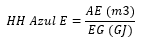 HH Azul E = AE (m3) / EG (GJ)